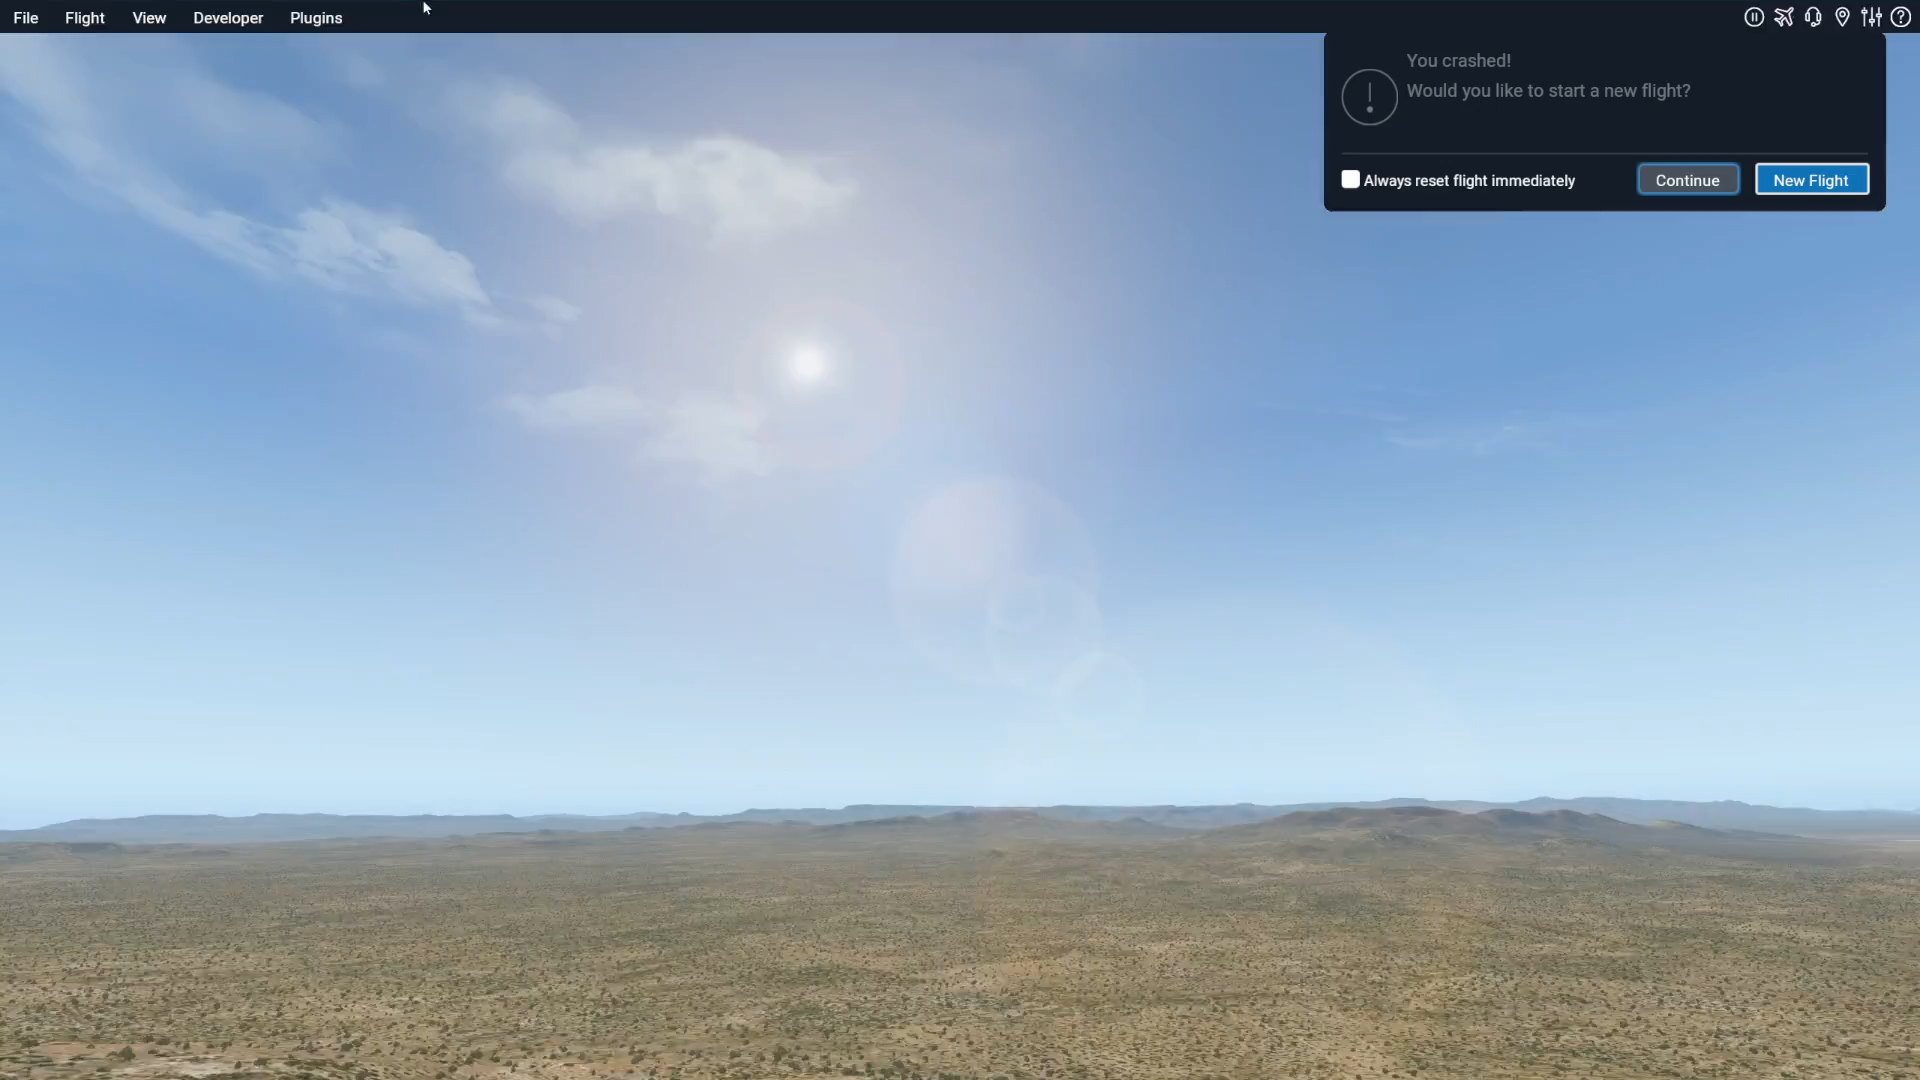 File Flight View Developer Plugins
You crashed!
Would you like to start a new flight?
Always reset flight immediately Continue New Flight